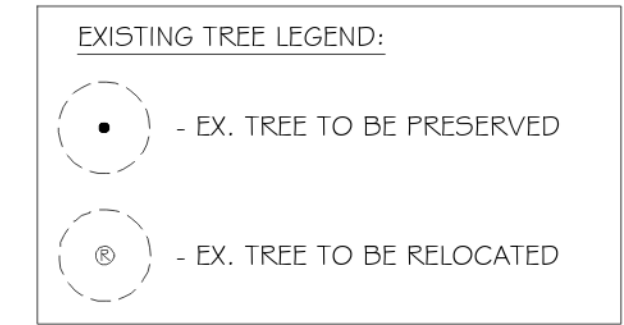 EXISTING TREE LEGEND:
- EX. TREE TO BE PRESERVED
Ⓡ - EX. TREE TO BE RELOCATED